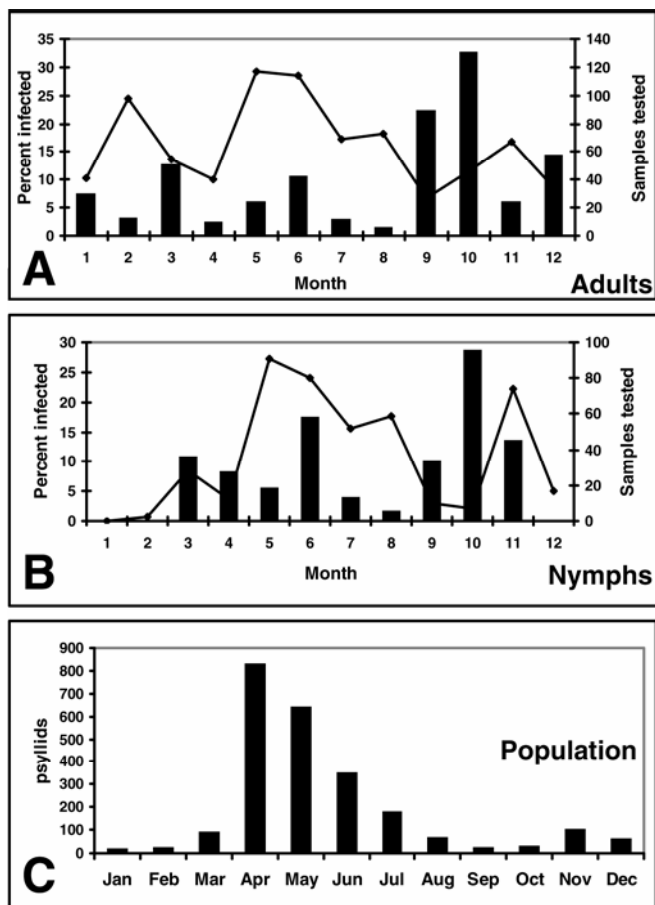 35
30
25
20
15
10
5
0
Percent infected
140
120
100
80
60
40
20
0
Samples tested
1 2 3 4 5 6 7 8 9 10 11 12
Month
A
Adults
30
25
20
15
10
5
0
Percent infected
100
80
60
40
20
0
Samples tested
1 2 3 4 5 6 7 8 9 10 11 12
Month
B
Nymphs
900
800
700
600
500
400
300
200
100
0
psyllids
Population
Jan Feb Mar Apr May Jun Jul Aug Sep Oct Nov Dec
C